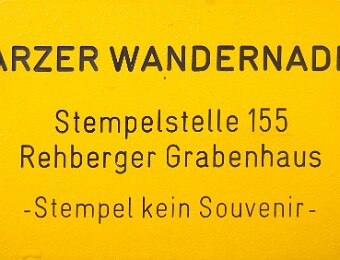 ARZER WANDERNADE
Stempelstelle 155
Rehberger Grabenhaus
-Stempel kein Souvenir-